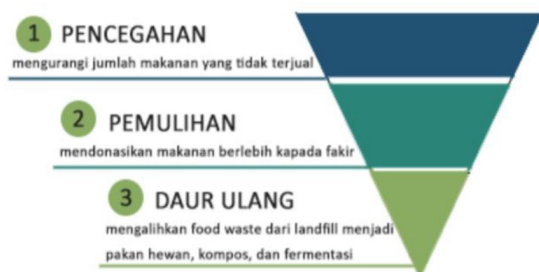 1 PENCEGAHAN
mengurangi jumlah makanan yang tidak terjual
2 PEMULIHAN
mendonasikan makanan berlebih kapada fakir
3 DAUR ULANG
mengalihkan food waste dari landfill menjadi
pakan hewan, kompos, dan fermentasi